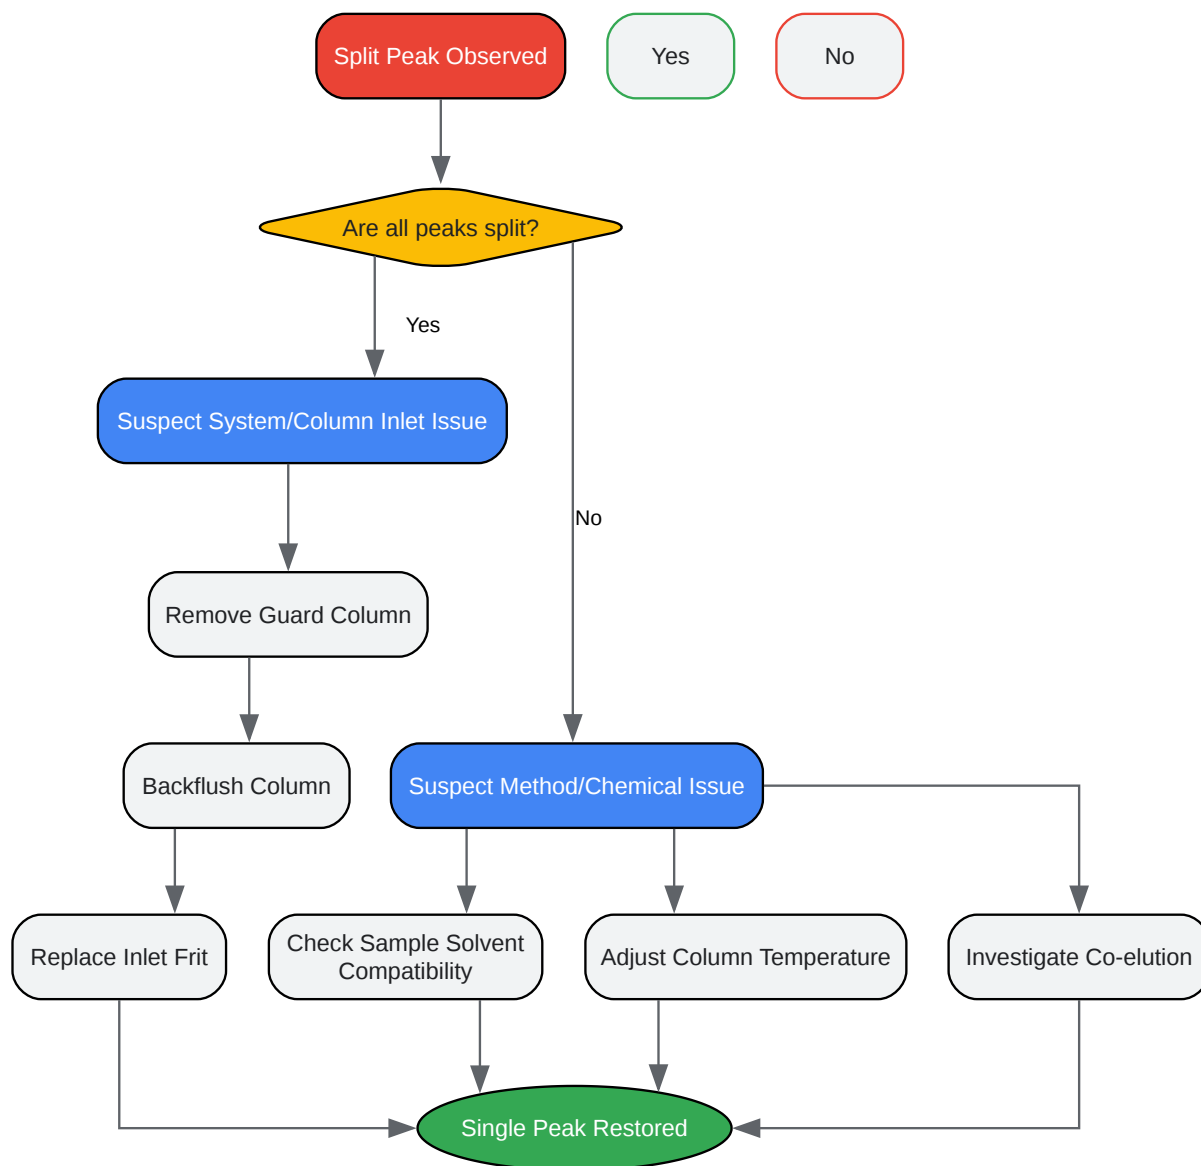 Split Peak Observed
Yes
No
Are all peaks split?
Yes
Suspect System/Column Inlet Issue
No
Remove Guard Column
Backflush Column
Suspect Method/Chemical Issue
Replace Inlet Frit
Check Sample Solvent
Compatibility
Adjust Column Temperature
Investigate Co-elution
Single Peak Restored